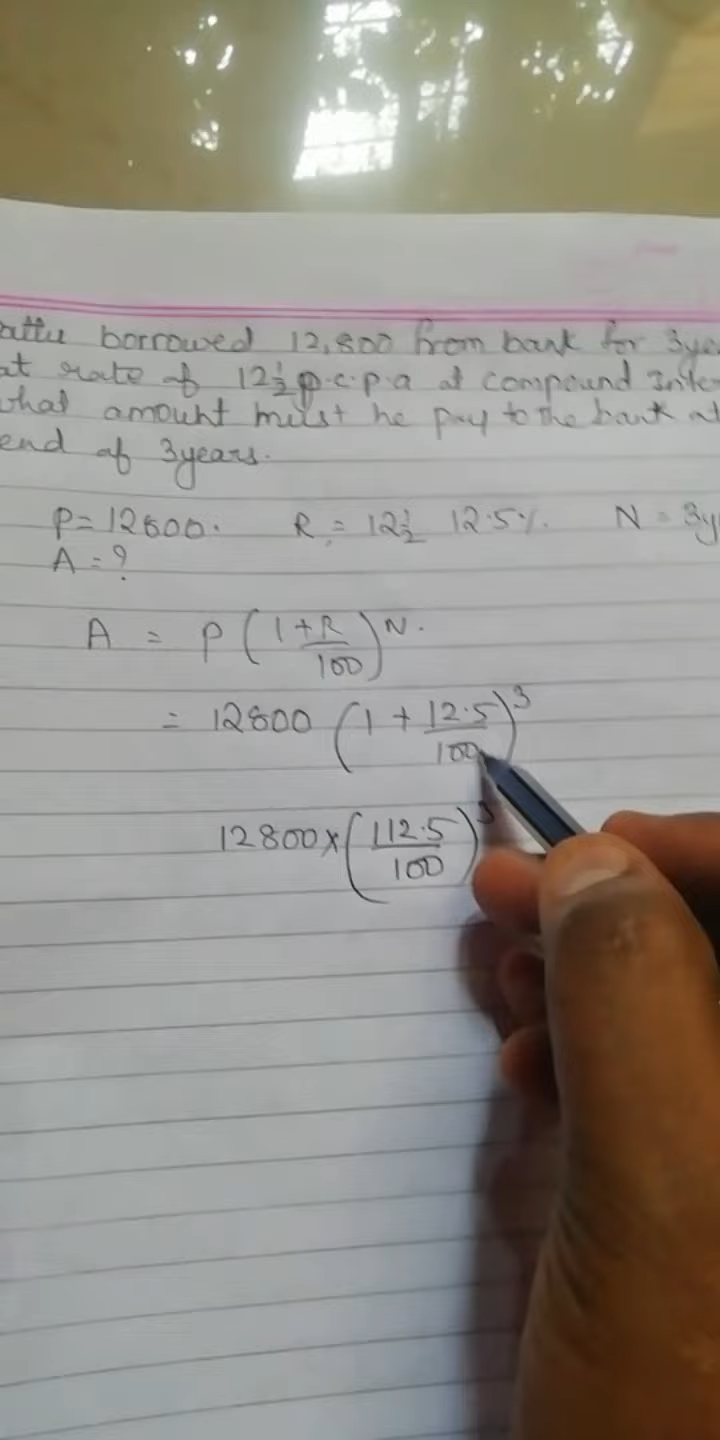 borrowed 12,800 from bank for 3
at rate of 12½ p.c.p.a at compound
amount must he pay to the bank at
end of 3years.
P=12800. R = 12½ 12.5%. N = 3y
A = ?
A = P (1+R/100)^N.
= 12800 (1 + 12.5/100)^3
12800 × (112.5/100)^3